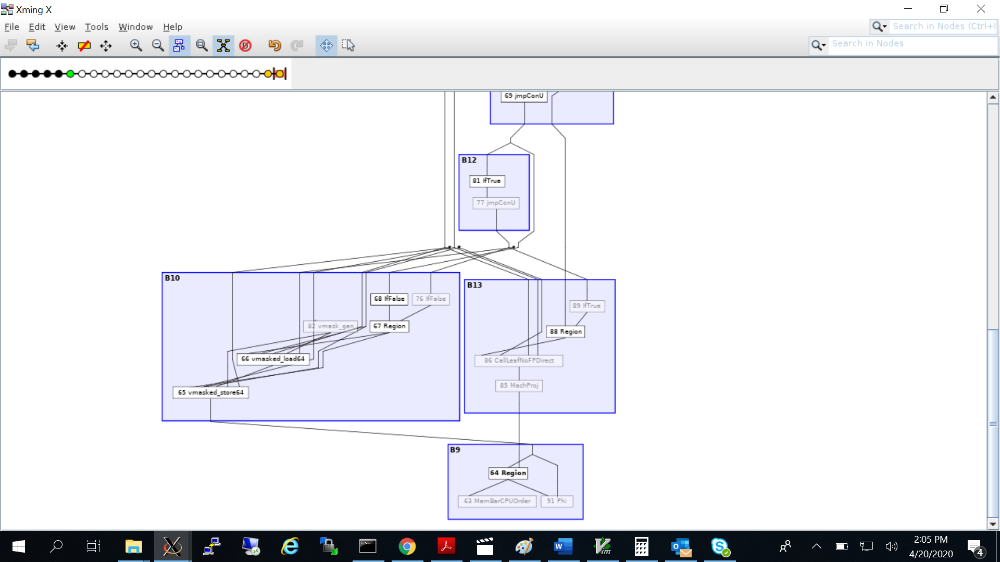 Xming X
File Edit View Tools Window Help
Search in Nodes (Ctrl+I
Search in Nodes
69 jmpConU
B12
81 IfTrue
77 jmpConU
B10
68 IfFalse
76 IfFalse
82 vmask_gen
67 Region
66 vmasked_load64
65 vmasked_store64
B13
89 IfTrue
88 Region
86 CallLeafNoFPDirect
85 MachProj
B9
64 Region
63 MemBarCPUOrder
91 Phi
2:05 PM
4/20/2020
4